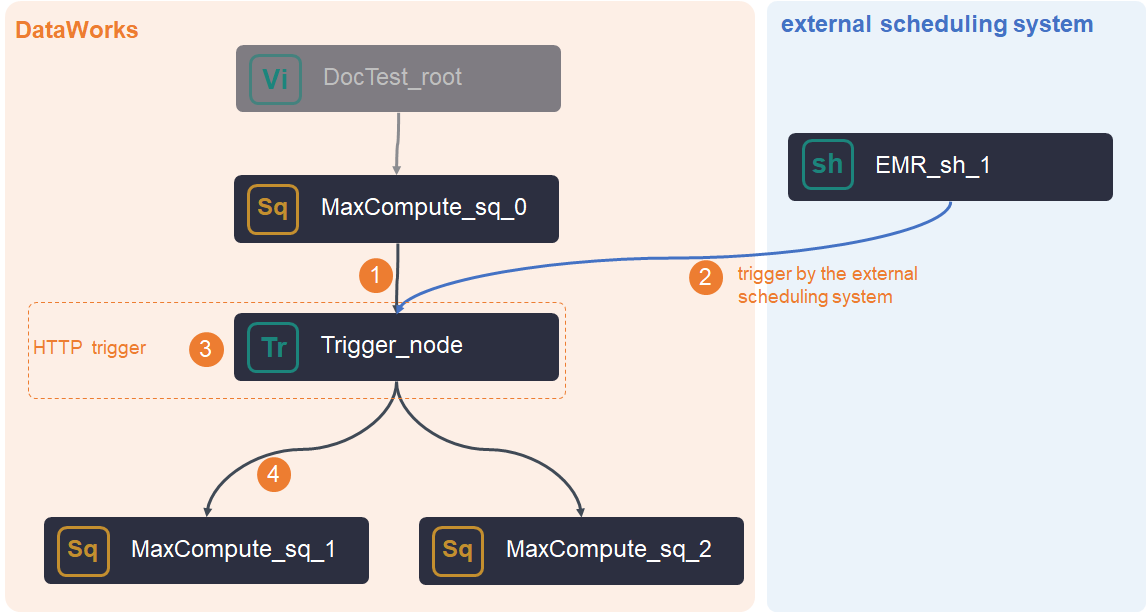 DataWorks
external scheduling system
Vi DocTest_root
sh EMR_sh_1
Sq MaxCompute_sq_0
1
2 trigger by the external
scheduling system
HTTP trigger 3 Tr Trigger_node
4
Sq MaxCompute_sq_1
Sq MaxCompute_sq_2